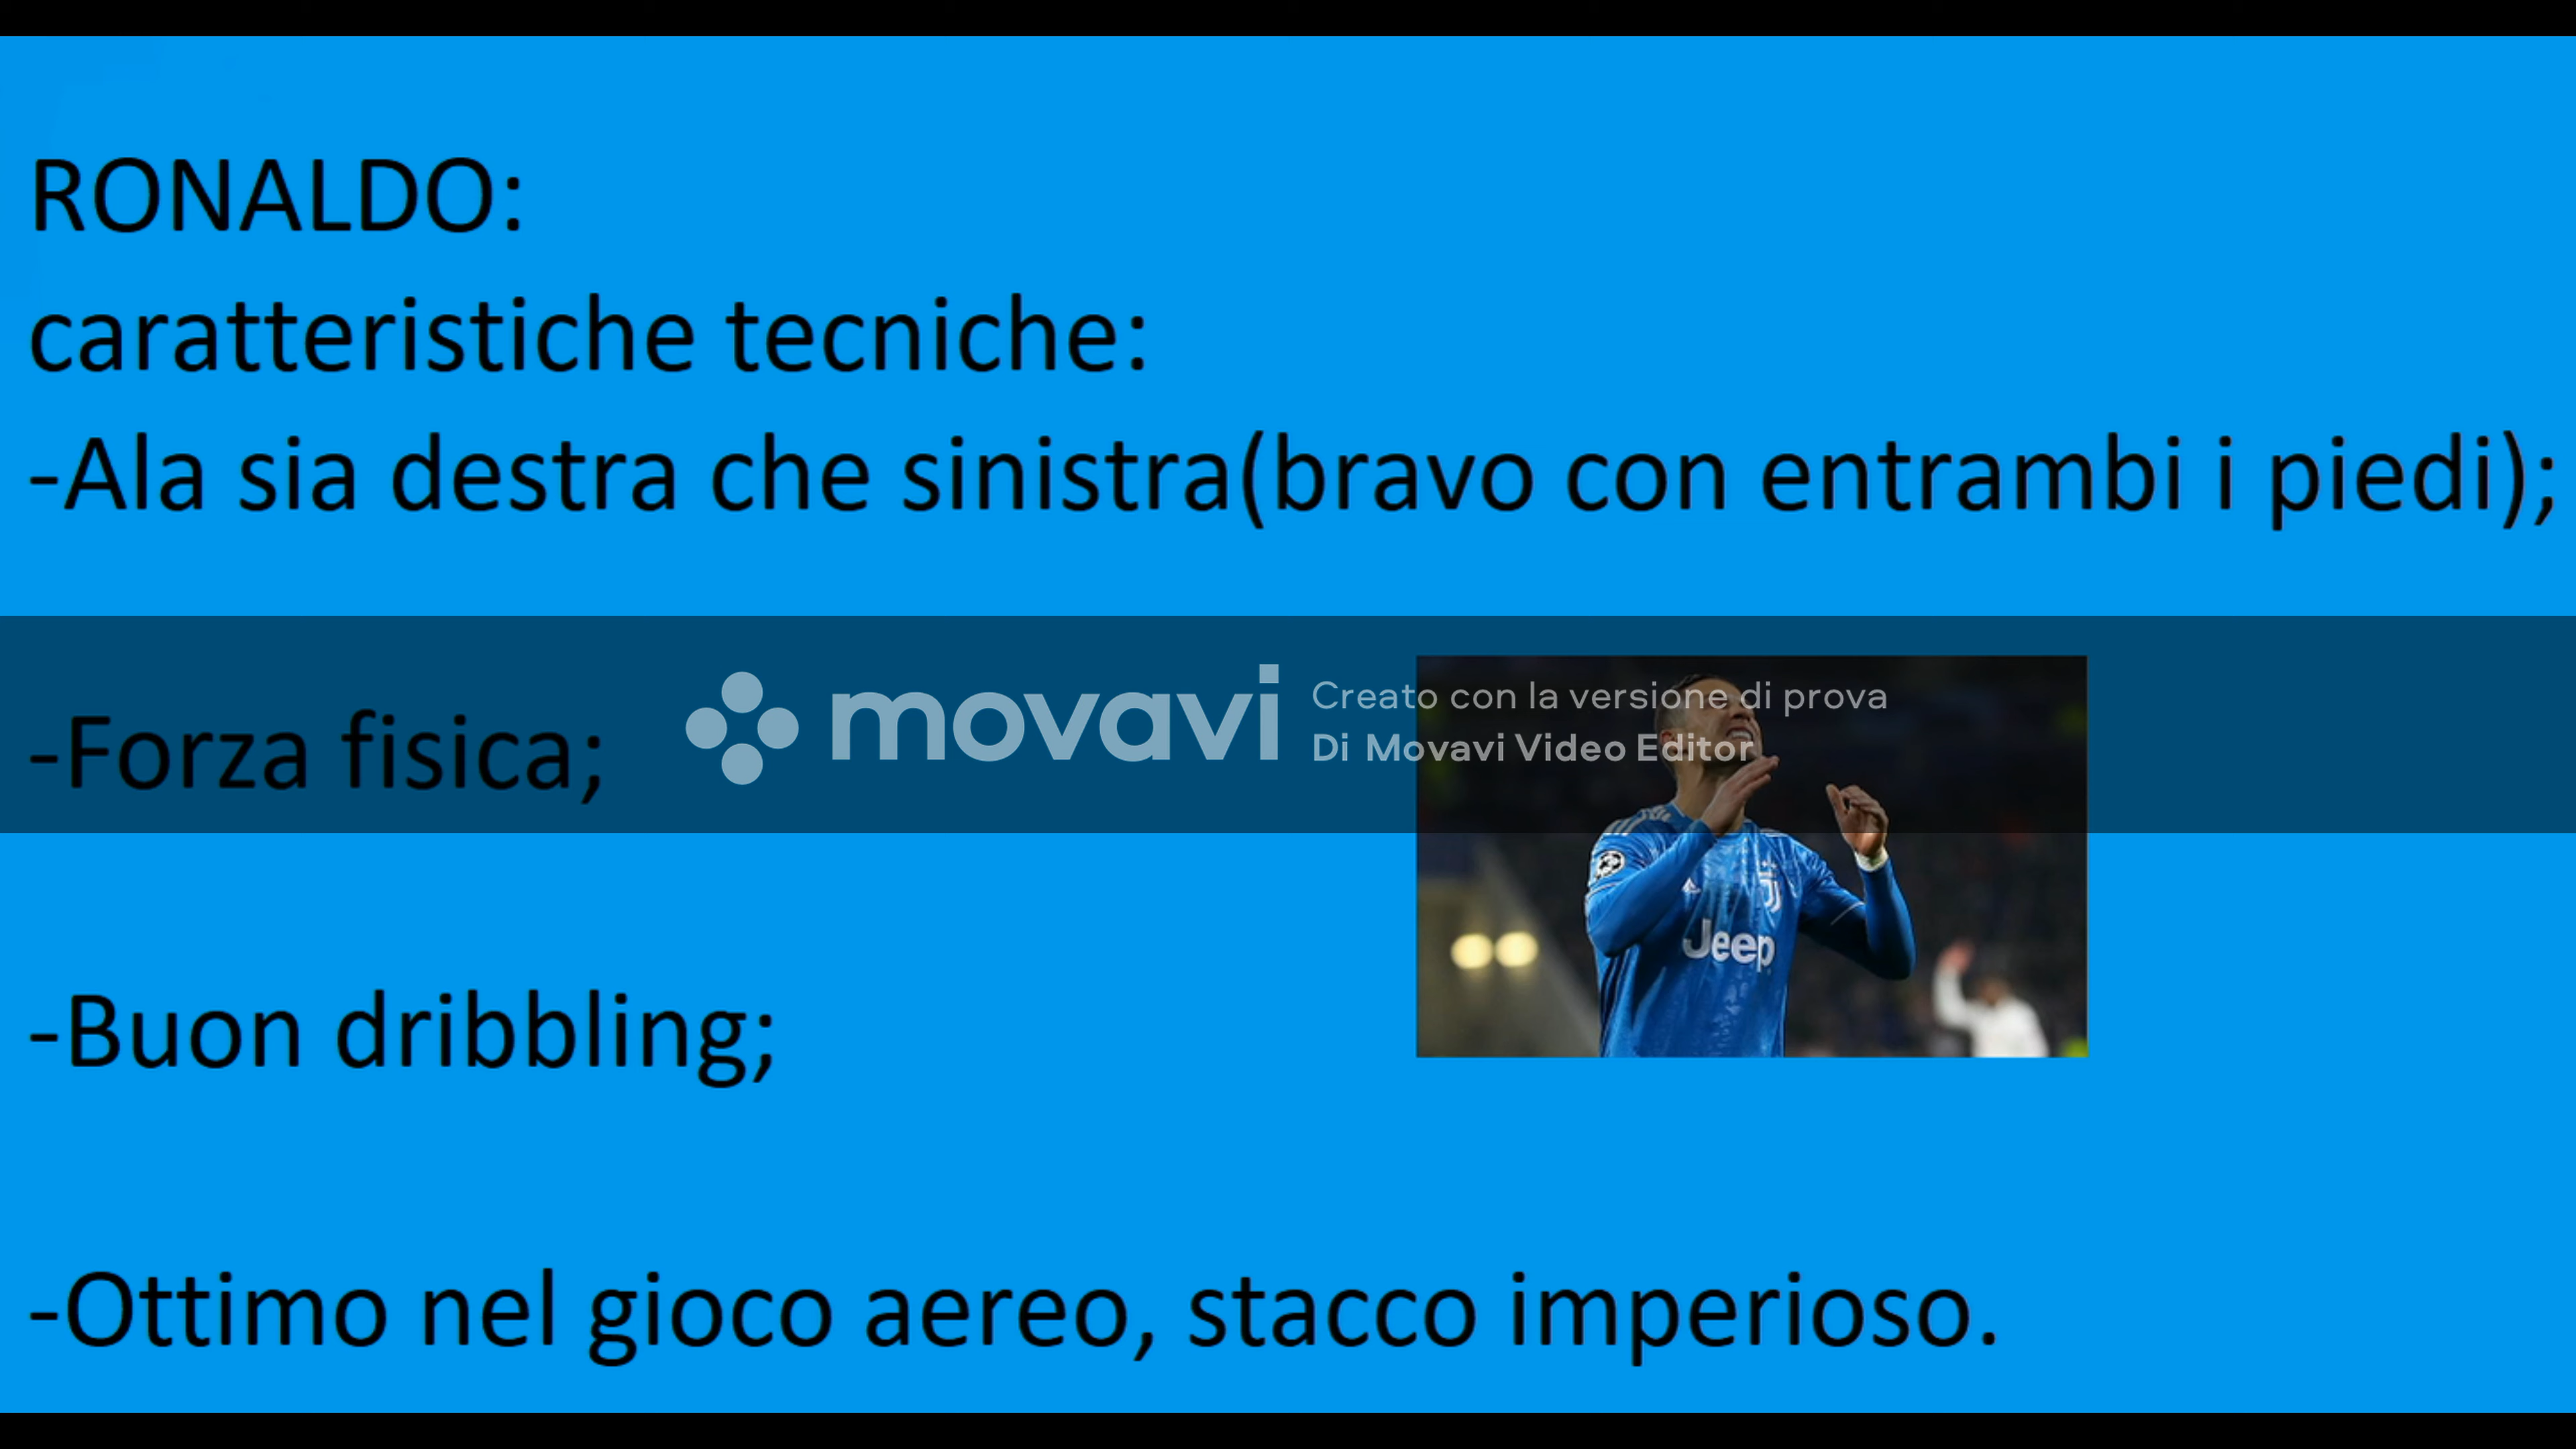 RONALDO:
caratteristiche tecniche:
-Ala sia destra che sinistra(bravo con entrambi i piedi);
-Forza fisica;
movavi
Creato con la versione di prova
Di Movavi Video Editor
Jeep
-Buon dribbling;
-Ottimo nel gioco aereo, stacco imperioso.